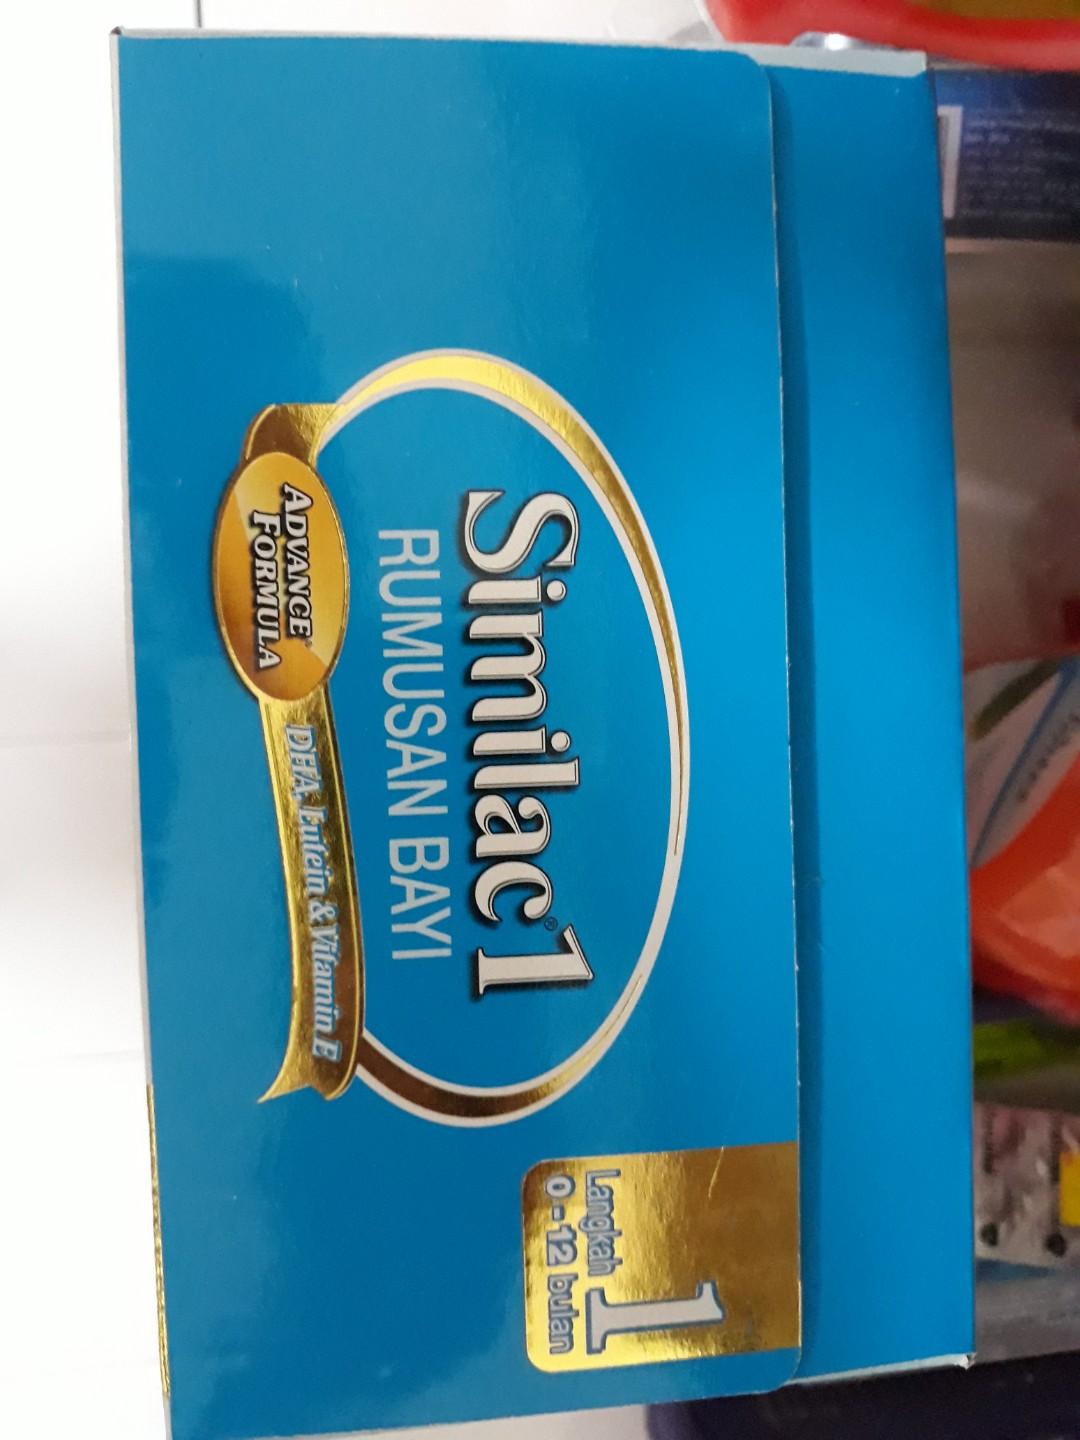 Similac® 1
RUMUSAN BAYI
ADVANCE
FORMULA
DHA, Lutein & Vitamin E
1
Langkah
0 - 12 bulan